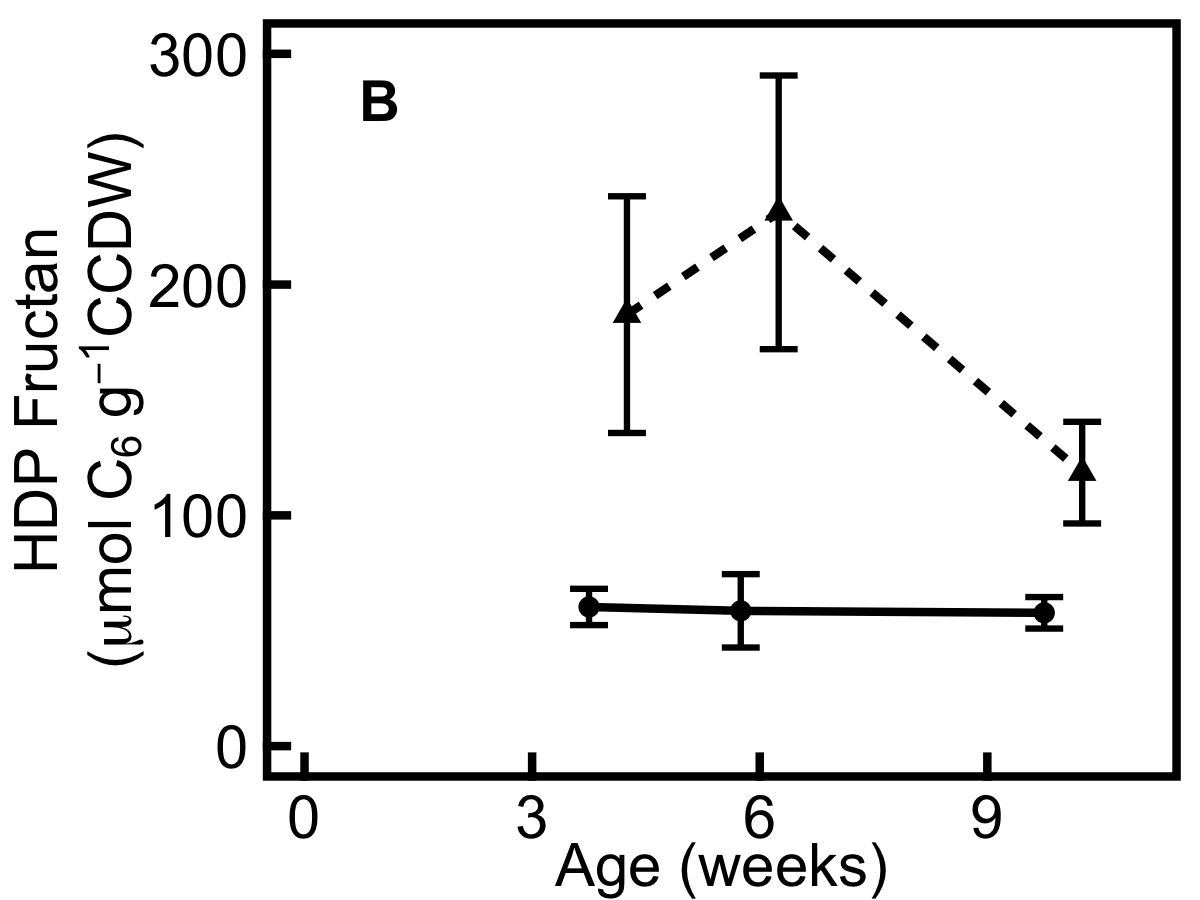 B
HDP Fructan
(μmol C₆ g⁻¹CCDW)
300
200
100
0
0 3 6 9
Age (weeks)